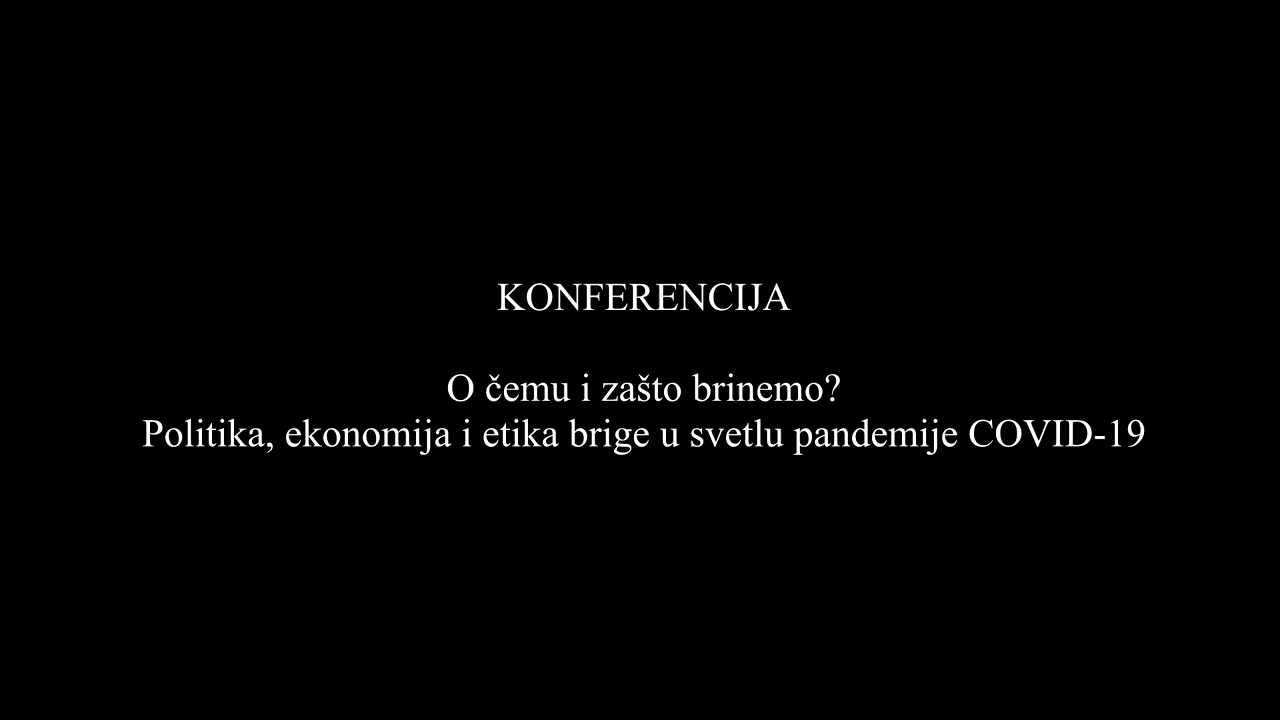 KONFERENCIJA
O čemu i zašto brinemo?
Politika, ekonomija i etika brige u svetlu pandemije COVID-19